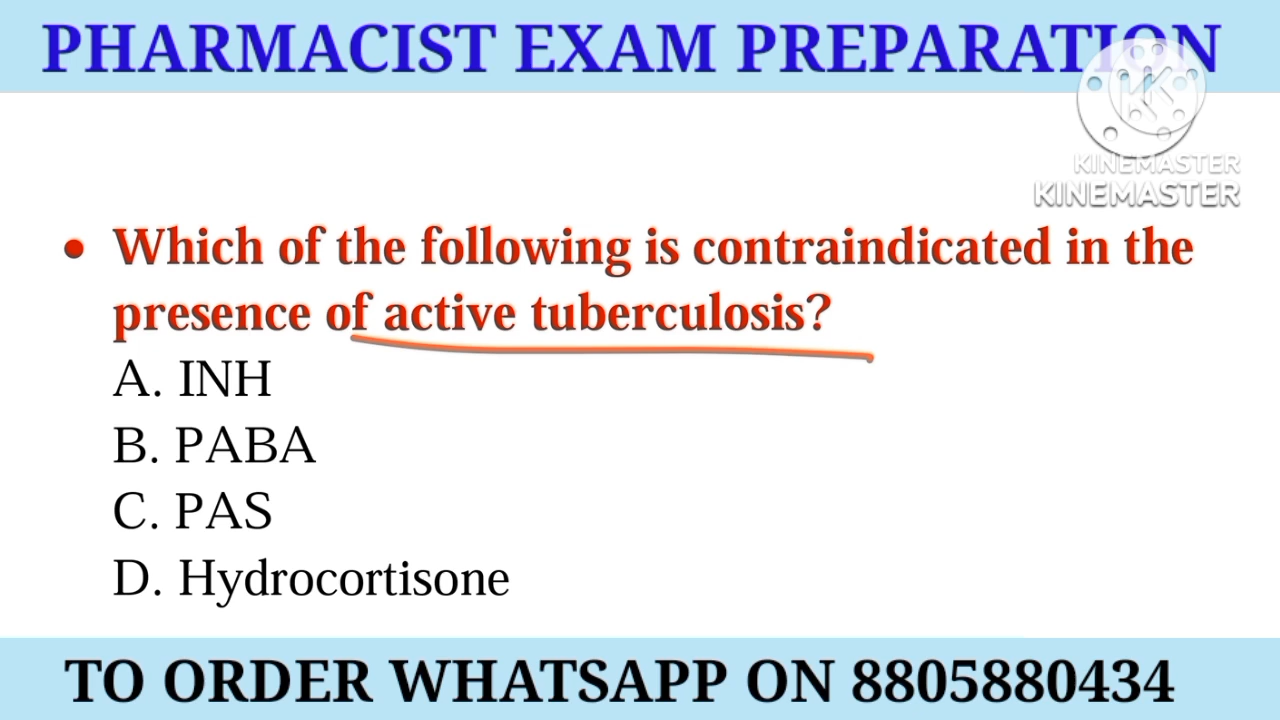 PHARMACIST EXAM PREPARATION
KINEMASTER
KINEMASTER
• Which of the following is contraindicated in the
presence of active tuberculosis?
A. INH
B. PABA
C. PAS
D. Hydrocortisone
TO ORDER WHATSAPP ON 8805880434